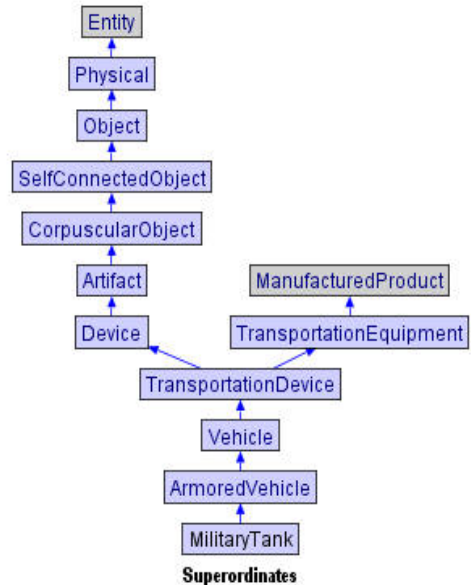 Entity
Physical
Object
SelfConnectedObject
CorpuscularObject
Artifact
ManufacturedProduct
Device
TransportationEquipment
TransportationDevice
Vehicle
ArmoredVehicle
MilitaryTank
Superordinates